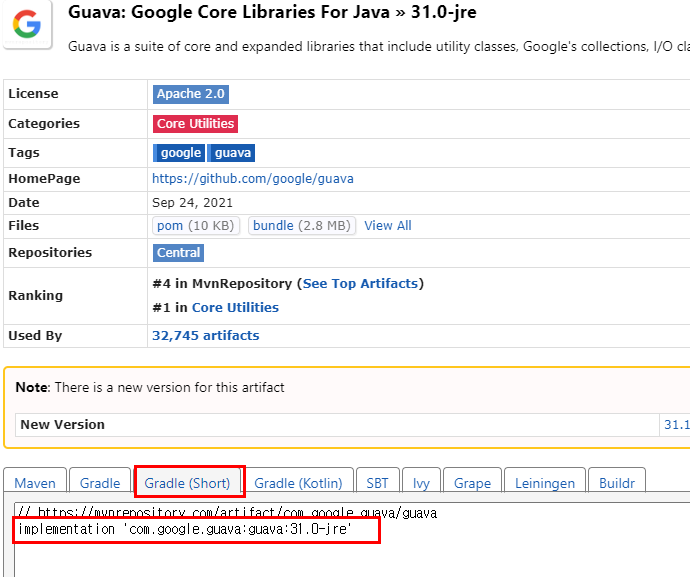 Guava: Google Core Libraries For Java » 31.0-jre
Guava is a suite of core and expanded libraries that include utility classes, Google's collections, I/O cla
License Apache 2.0
Categories Core Utilities
Tags google guava
HomePage https://github.com/google/guava
Date Sep 24, 2021
Files pom (10 KB) bundle (2.8 MB) View All
Repositories Central
Ranking #4 in MvnRepository (See Top Artifacts)
#1 in Core Utilities
Used By 32,745 artifacts
Note: There is a new version for this artifact
New Version 31.1
Maven Gradle Gradle (Short) Gradle (Kotlin) SBT Ivy Grape Leiningen Buildr
// https://mvnrepository.com/artifact/com.google.guava/guava
implementation 'com.google.guava:guava:31.0-jre'